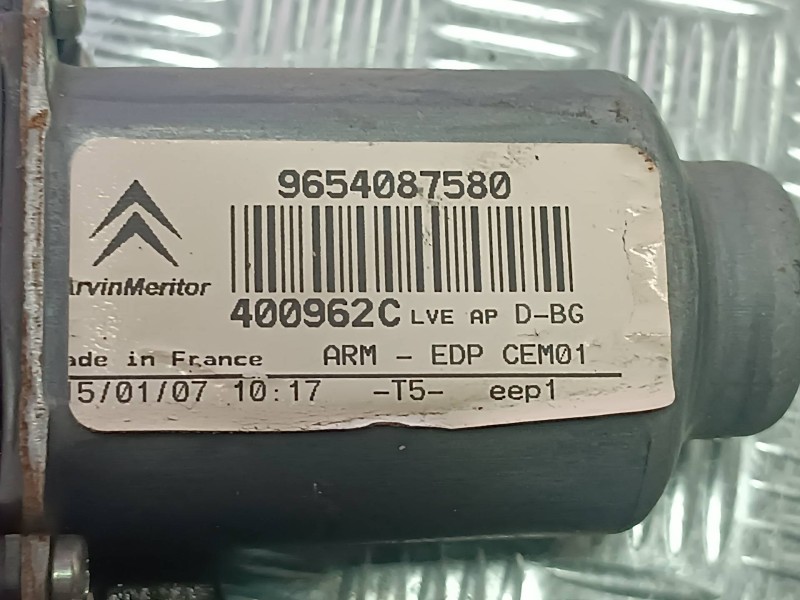 9654087580
ArvinMeritor
400962C LVE AP D-BG
ade in France ARM - EDP CEM01
5/01/07 10:17 -T5- eep1